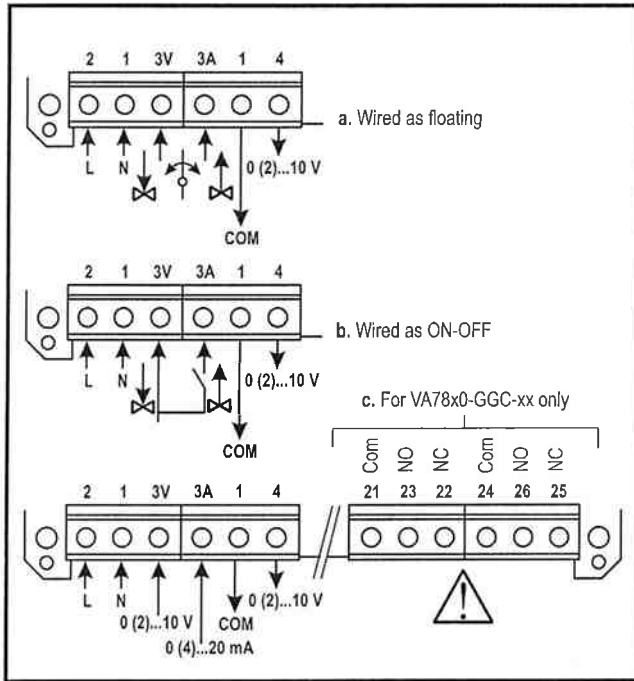 2 1 3V 3A 1 4
a. Wired as floating
L N 0 (2)...10 V
COM
2 1 3V 3A 1 4
b. Wired as ON-OFF
L N 0 (2)...10 V
COM
c. For VA78x0-GGC-xx only
Com NO NC Com NO NC
2 1 3V 3A 1 4 21 23 22 24 26 25
L N 0 (2)...10 V
0 (2)...10 V COM
0 (4)...20 mA